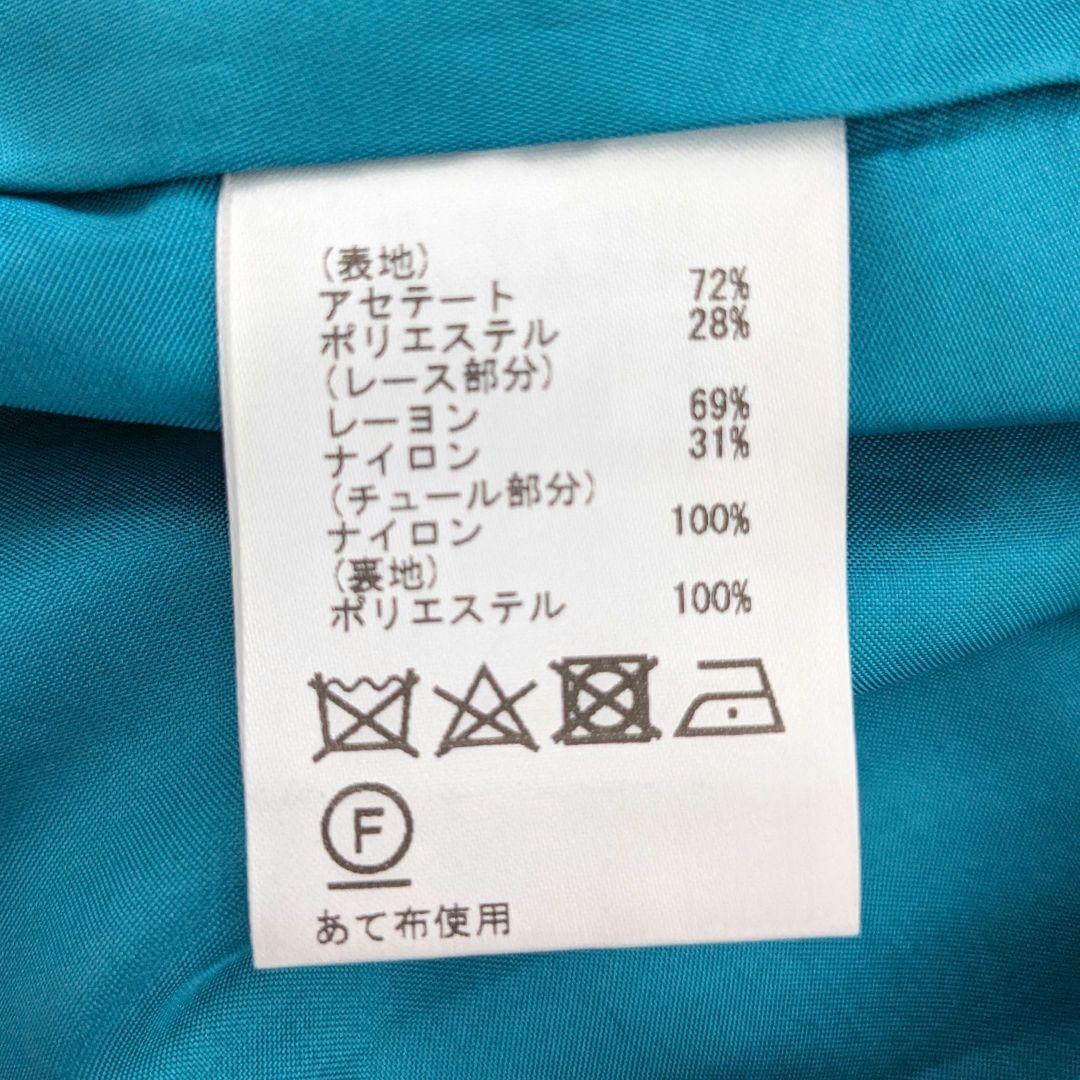 (表地)
アセテート 72%
ポリエステル 28%
(レース部分)
レーヨン 69%
ナイロン 31%
(チュール部分)
ナイロン 100%
(裏地)
ポリエステル 100%
F
あて布使用